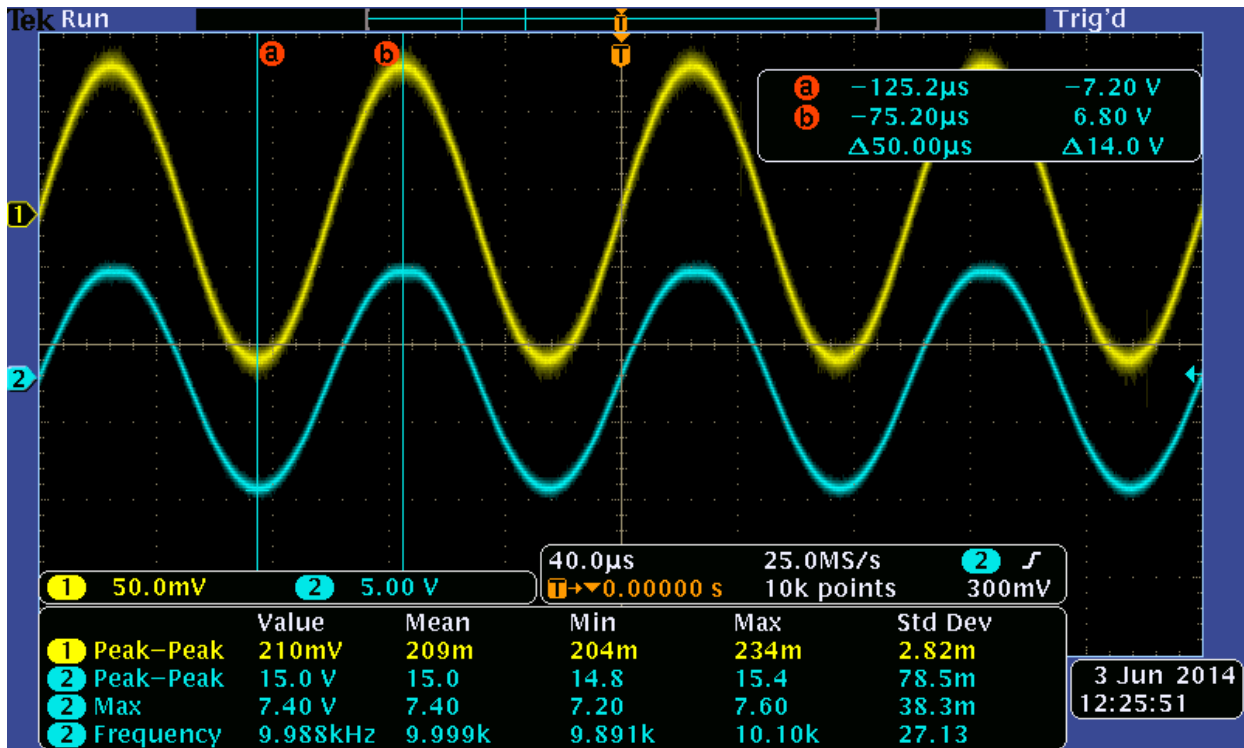 Tek Run T Trig'd
a b T
a −125.2µs −7.20 V
b −75.20µs 6.80 V
Δ50.00µs Δ14.0 V
1
2
1 50.0mV 2 5.00 V
40.0µs 25.0MS/s 2
T→▼0.00000 s 10k points 300mV
Value Mean Min Max Std Dev
1 Peak−Peak 210mV 209m 204m 234m 2.82m
2 Peak−Peak 15.0 V 15.0 14.8 15.4 78.5m
2 Max 7.40 V 7.40 7.20 7.60 38.3m
2 Frequency 9.988kHz 9.999k 9.891k 10.10k 27.13
3 Jun 2014
12:25:51